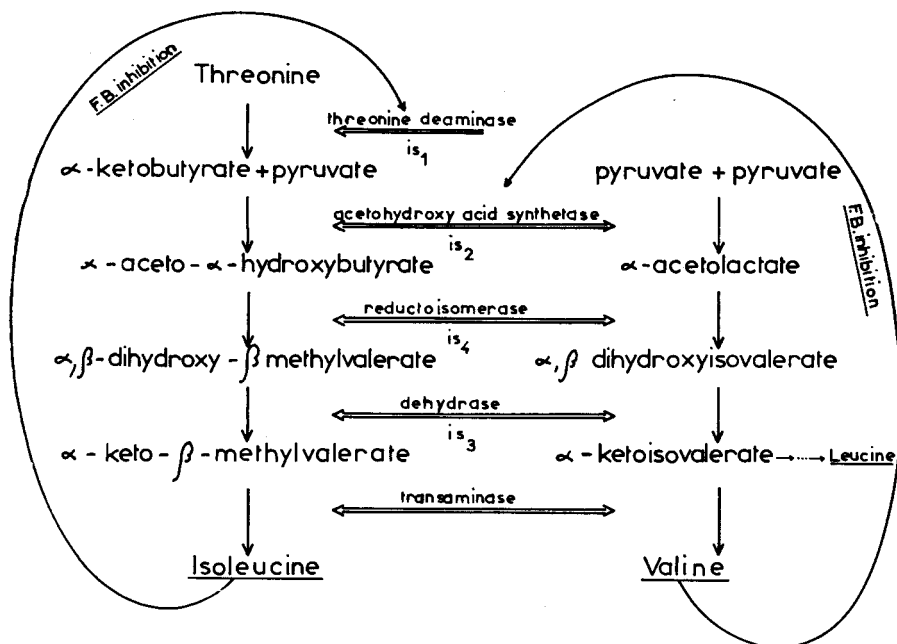 F.B. inhibition
Threonine
threonine deaminase
is1
α-ketobutyrate + pyruvate
pyruvate + pyruvate
acetohydroxy acid synthetase
is2
α-aceto-α-hydroxybutyrate
α-acetolactate
F.B. inhibition
reductoisomerase
is4
α,β-dihydroxy-β methylvalerate
α,β dihydroxyisovalerate
dehydrase
is3
α-keto-β-methylvalerate
α-ketoisovalerate
Leucine
transaminase
Isoleucine
Valine